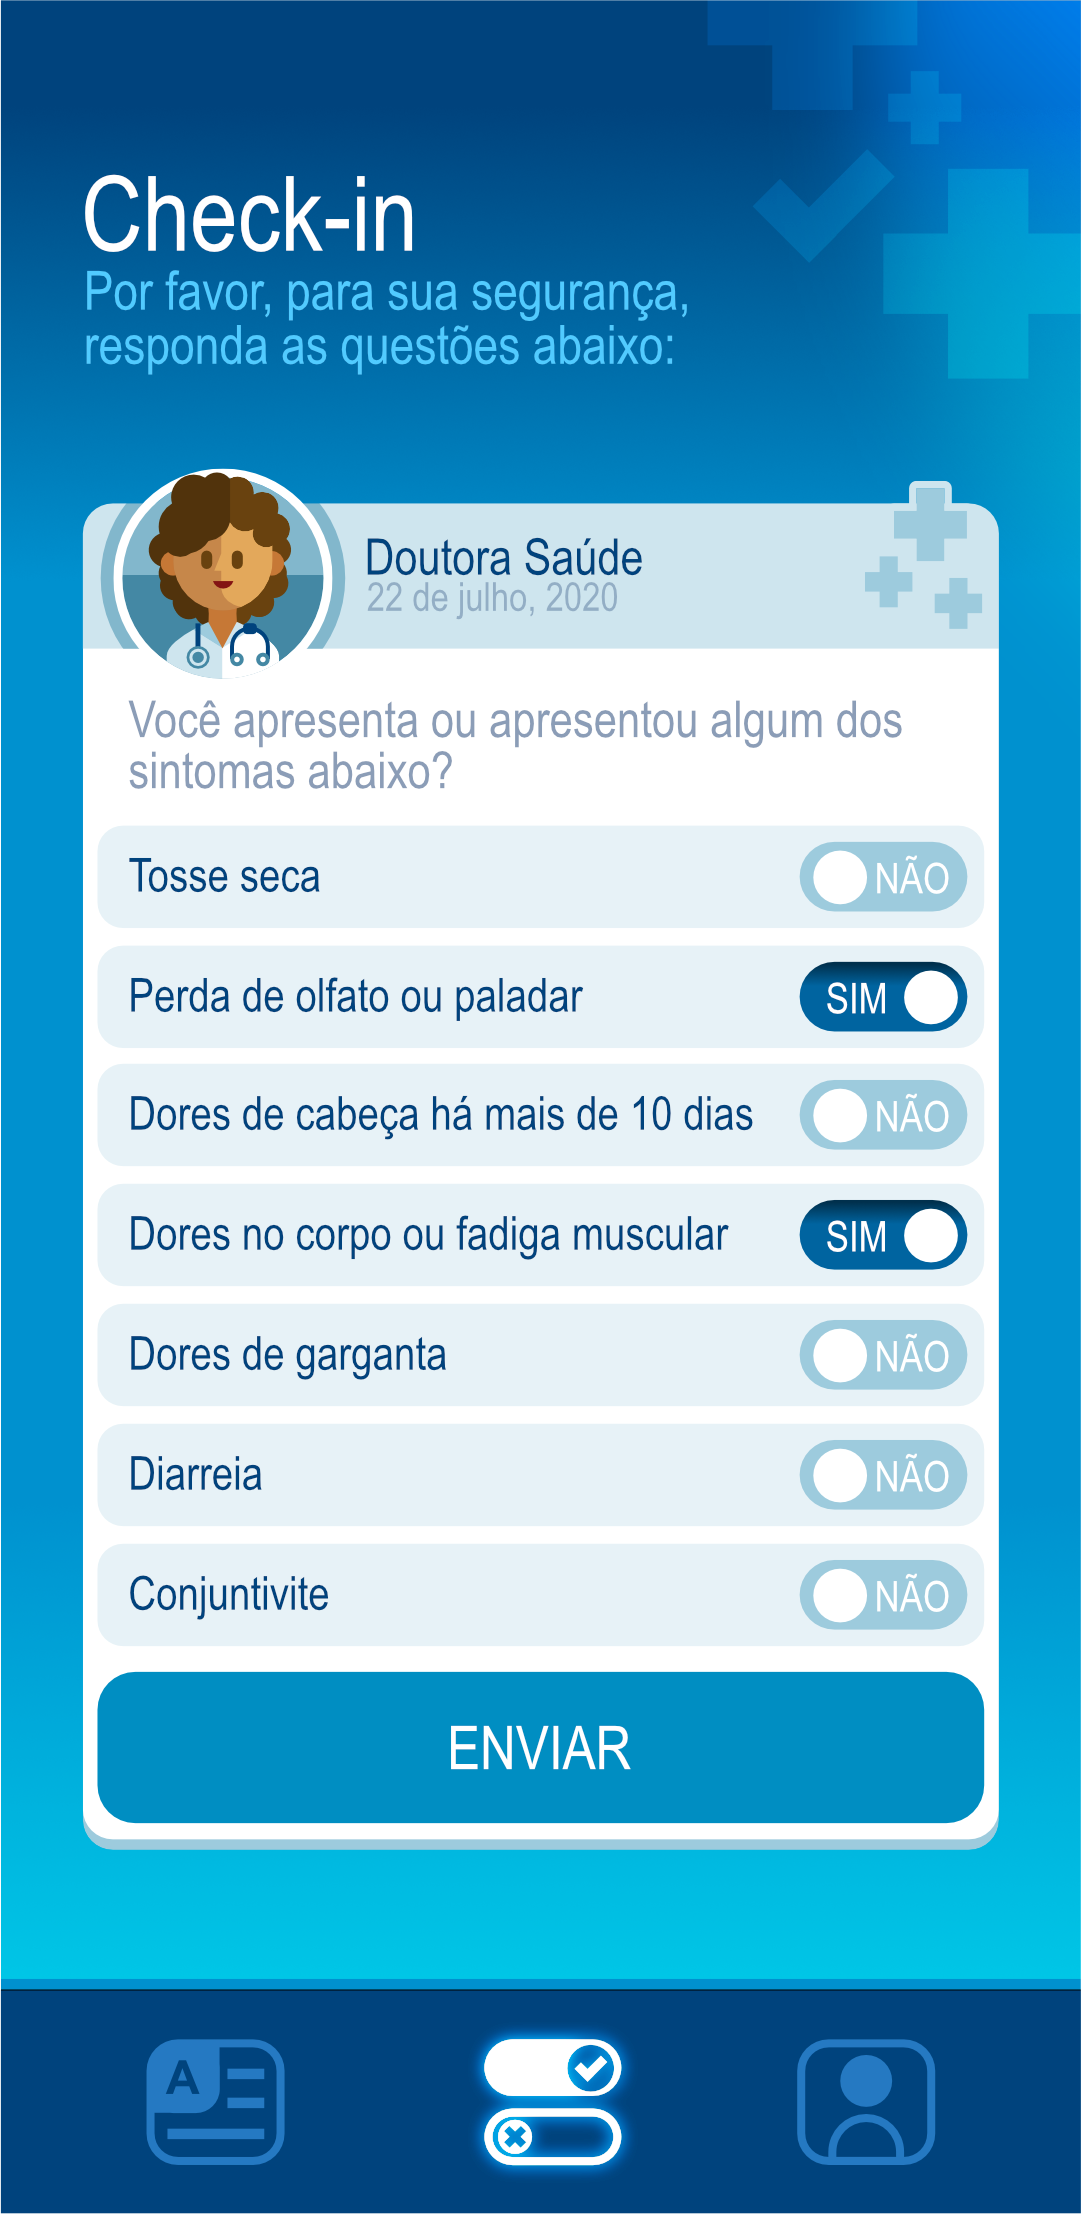 Check-in
Por favor, para sua segurança,
responda as questões abaixo:
Doutora Saúde
22 de julho, 2020
Você apresenta ou apresentou algum dos
sintomas abaixo?
Tosse seca NÃO
Perda de olfato ou paladar SIM
Dores de cabeça há mais de 10 dias NÃO
Dores no corpo ou fadiga muscular SIM
Dores de garganta NÃO
Diarreia NÃO
Conjuntivite NÃO
ENVIAR
A